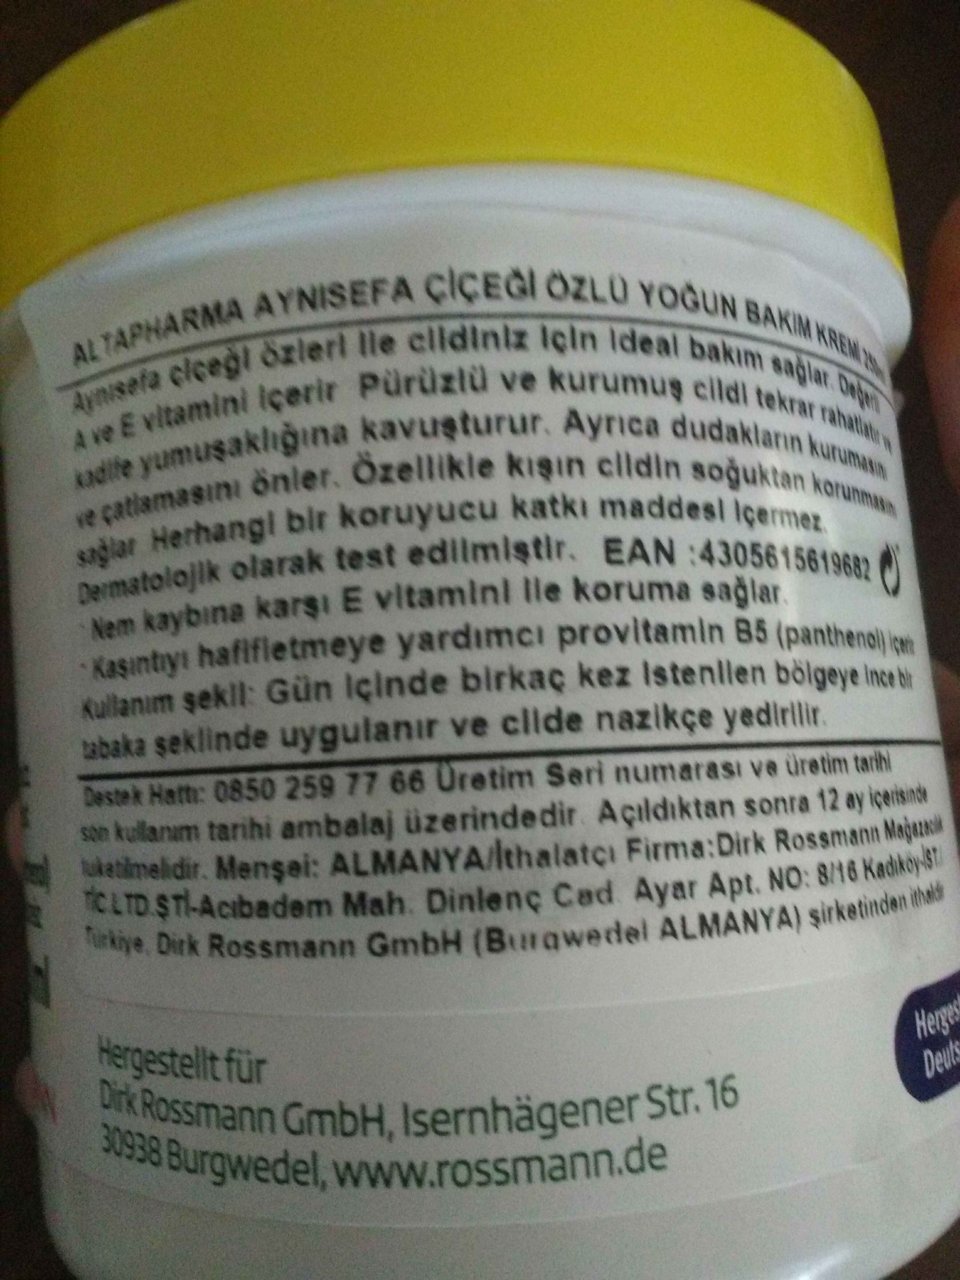 ALTAPHARMA AYNISEFA ÇİÇEĞİ ÖZLÜ YOĞUN BAKIM KREMİ 250ml
Aynısefa çiçeği özleri ile cildiniz için ideal bakım sağlar. Değerli
A ve E vitamini içerir Pürüzlü ve kurumuş cildi tekrar rahatlatır ve
kadife yumuşaklığına kavuşturur. Ayrıca dudakların kurumasını
ve çatlamasını önler. Özellikle kışın cildin soğuktan korunmasını
sağlar Herhangi bir koruyucu katkı maddesi içermez.
Dermatolojik olarak test edilmiştir. EAN :4305615619682
· Nem kaybına karşı E vitamini ile koruma sağlar.
· Kaşıntıyı hafifletmeye yardımcı provitamin B5 (panthenol) içerir
Kullanım şekli: Gün içinde birkaç kez istenilen bölgeye ince bir
tabaka şeklinde uygulanır ve cilde nazikçe yedirilir.
Destek Hattı: 0850 259 77 66 Üretim Seri numarası ve üretim tarihi
son kullanım tarihi ambalaj üzerindedir. Açıldıktan sonra 12 ay içerisinde
tüketilmelidir. Menşei: ALMANYA/İthalatçı Firma:Dirk Rossmann Mağazacılık
TİC.LTD.ŞTİ-Acıbadem Mah. Dinlenç Cad. Ayar Apt. NO: 8/16 Kadıköy-İST./
Türkiye. Dirk Rossmann GmbH (Burgwedel ALMANYA) şirketinden ithaldir
Hergestellt für
Dirk Rossmann GmbH, Isernhägener Str. 16
30938 Burgwedel, www.rossmann.de